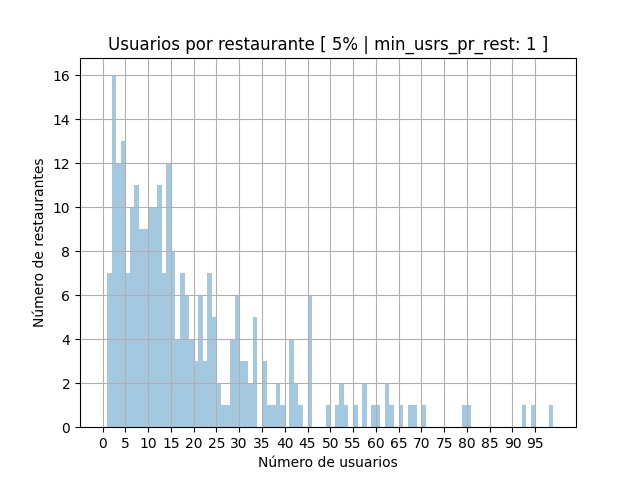 Usuarios por restaurante [ 5% | min_usrs_pr_rest: 1 ]
16
14
12
10
8
6
4
2
0
Número de restaurantes
0 5 10 15 20 25 30 35 40 45 50 55 60 65 70 75 80 85 90 95
Número de usuarios